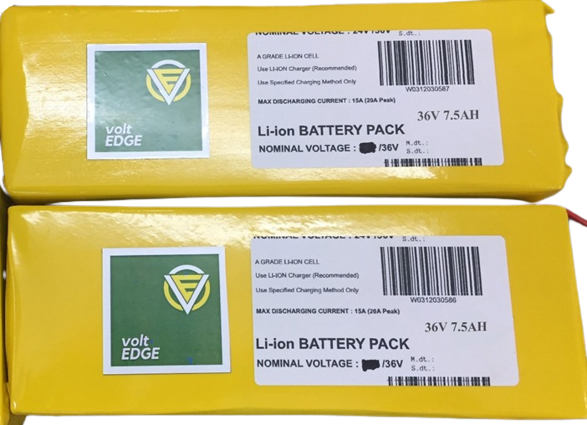 NOMINAL VOLTAGE : 24V /36V
S.dt.:
A GRADE LI-ION CELL
Use LI-ION Charger (Recommended)
Use Specified Charging Method Only
W0312030587
MAX DISCHARGING CURRENT : 15A (20A Peak)
36V 7.5AH
Li-ion BATTERY PACK
NOMINAL VOLTAGE : /36V
M.dt.:
S.dt.:
volt
EDGE
NOMINAL VOLTAGE : 24V /36V
S.dt.:
A GRADE LI-ION CELL
Use LI-ION Charger (Recommended)
Use Specified Charging Method Only
W0312030586
MAX DISCHARGING CURRENT : 15A (20A Peak)
36V 7.5AH
Li-ion BATTERY PACK
NOMINAL VOLTAGE : /36V
M.dt.:
S.dt.:
volt
EDGE